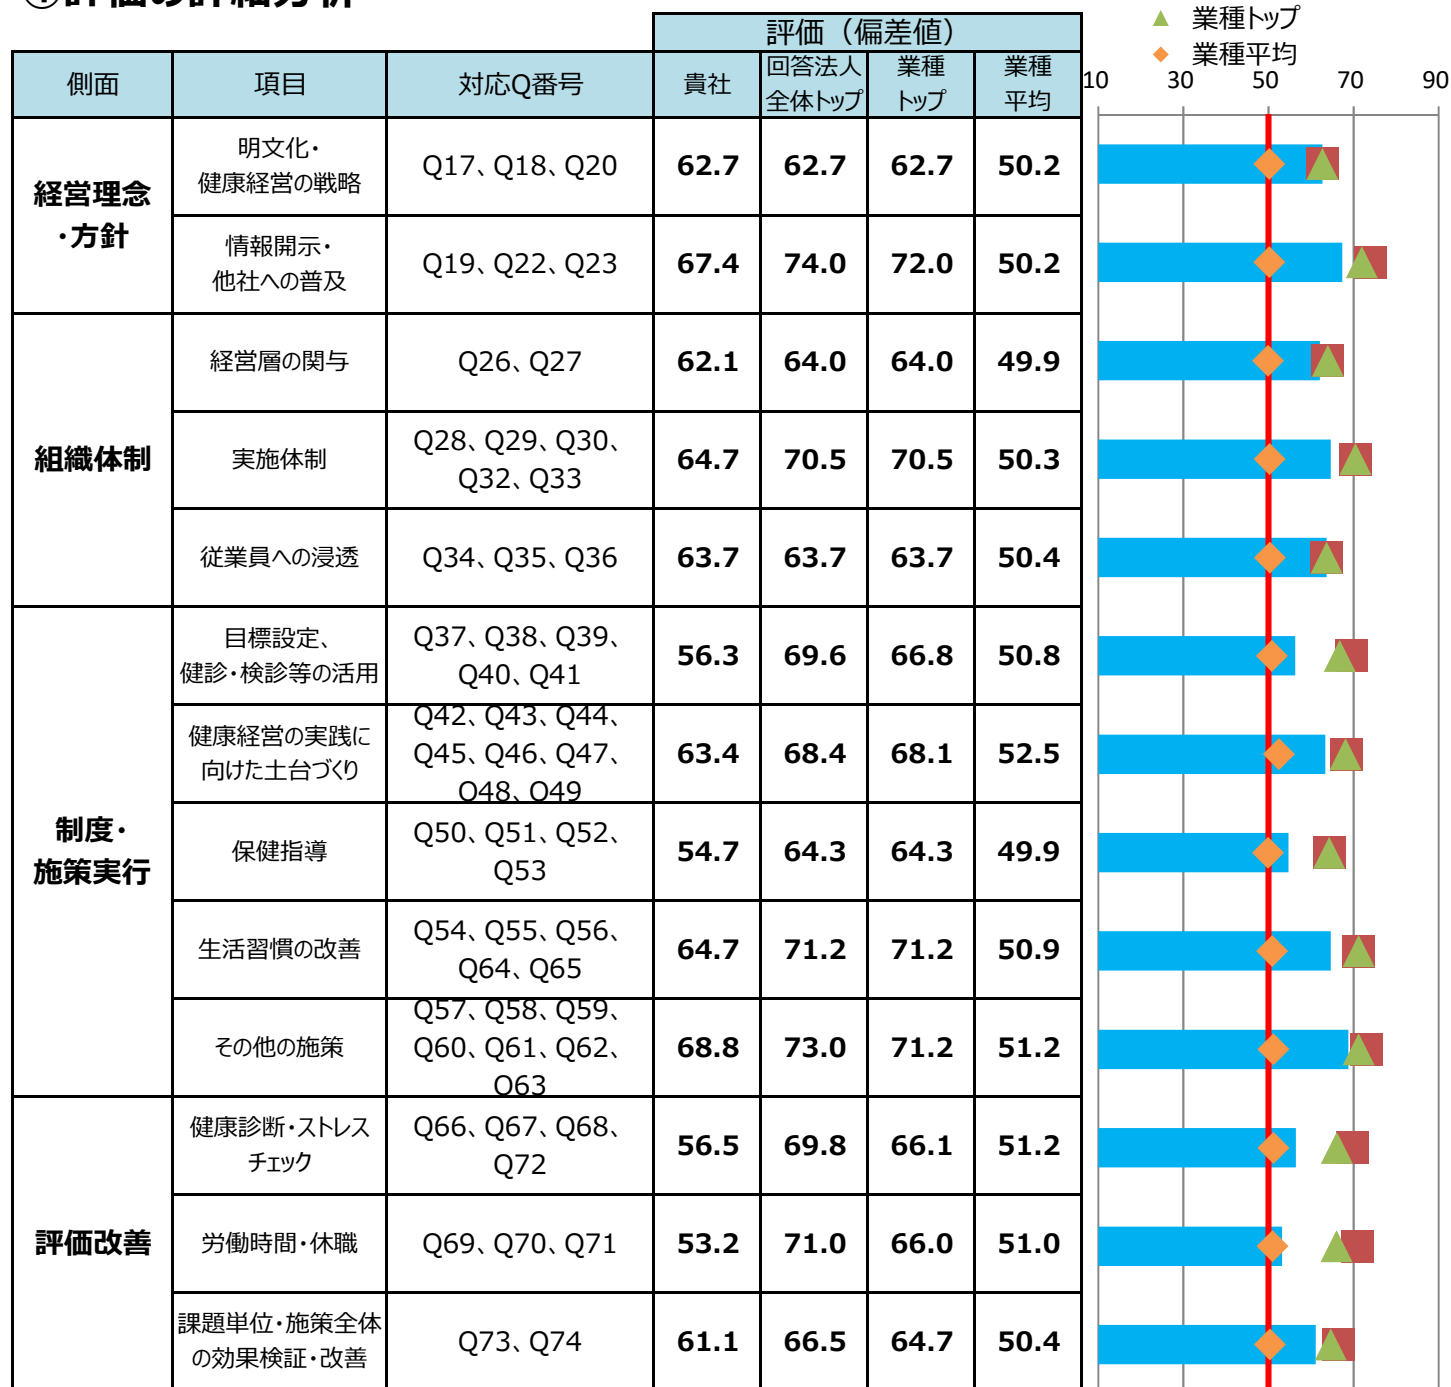 ④評価の詳細分析
▲ 業種トップ
◆ 業種平均
評価（偏差値）
側面 項目 対応Q番号 貴社 回答法人 業種 業種
全体トップ トップ 平均
10 30 50 70 90
経営理念
・方針
明文化・
健康経営の戦略
Q17、Q18、Q20
62.7 62.7 62.7 50.2
情報開示・
他社への普及
Q19、Q22、Q23
67.4 74.0 72.0 50.2
組織体制
経営層の関与
Q26、Q27
62.1 64.0 64.0 49.9
実施体制
Q28、Q29、Q30、
Q32、Q33
64.7 70.5 70.5 50.3
従業員への浸透
Q34、Q35、Q36
63.7 63.7 63.7 50.4
制度・
施策実行
目標設定、
健診・検診等の活用
Q37、Q38、Q39、
Q40、Q41
56.3 69.6 66.8 50.8
健康経営の実践に
向けた土台づくり
Q42、Q43、Q44、
Q45、Q46、Q47、
Q48、Q49
63.4 68.4 68.1 52.5
保健指導
Q50、Q51、Q52、
Q53
54.7 64.3 64.3 49.9
生活習慣の改善
Q54、Q55、Q56、
Q64、Q65
64.7 71.2 71.2 50.9
その他の施策
Q57、Q58、Q59、
Q60、Q61、Q62、
Q63
68.8 73.0 71.2 51.2
評価改善
健康診断・ストレス
チェック
Q66、Q67、Q68、
Q72
56.5 69.8 66.1 51.2
労働時間・休職
Q69、Q70、Q71
53.2 71.0 66.0 51.0
課題単位・施策全体
の効果検証・改善
Q73、Q74
61.1 66.5 64.7 50.4